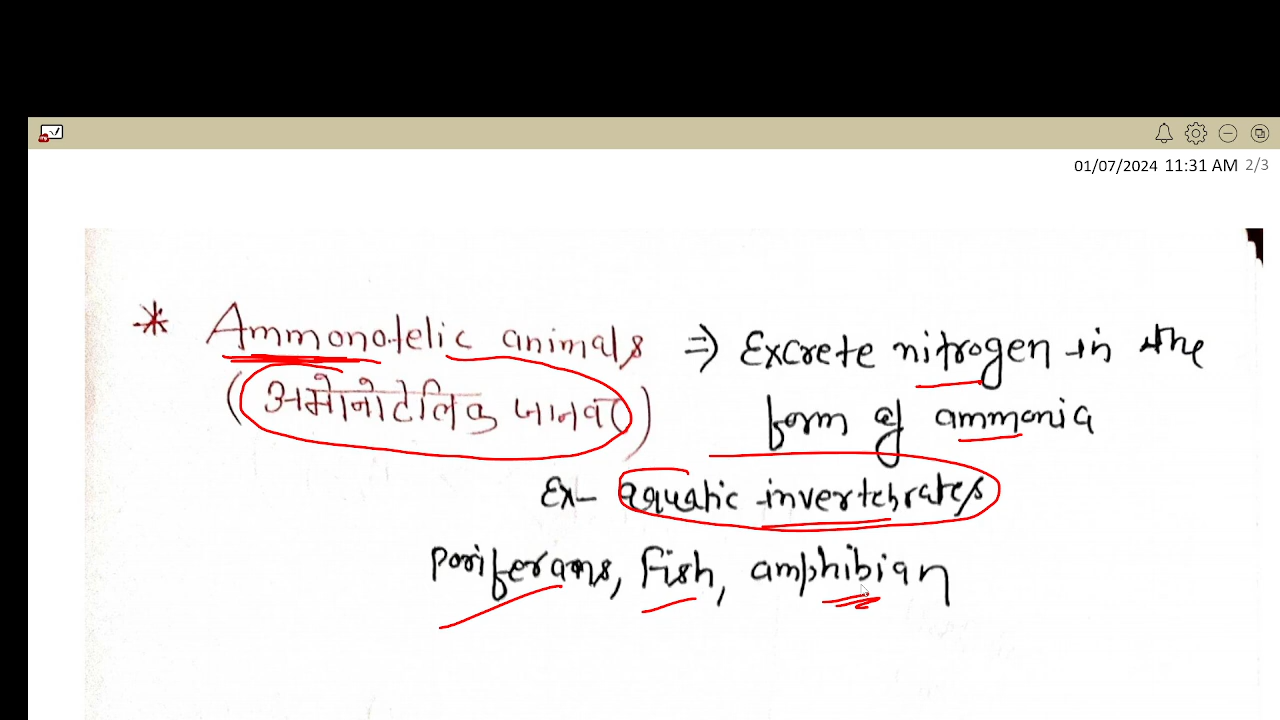 01/07/2024 11:31 AM 2/3
* Ammonotelic animals => Excrete nitrogen in the
(अमोनोटेलिक जानवर) form of ammonia
Ex- aquatic invertebrates
Poriferans, Fish, amphibian